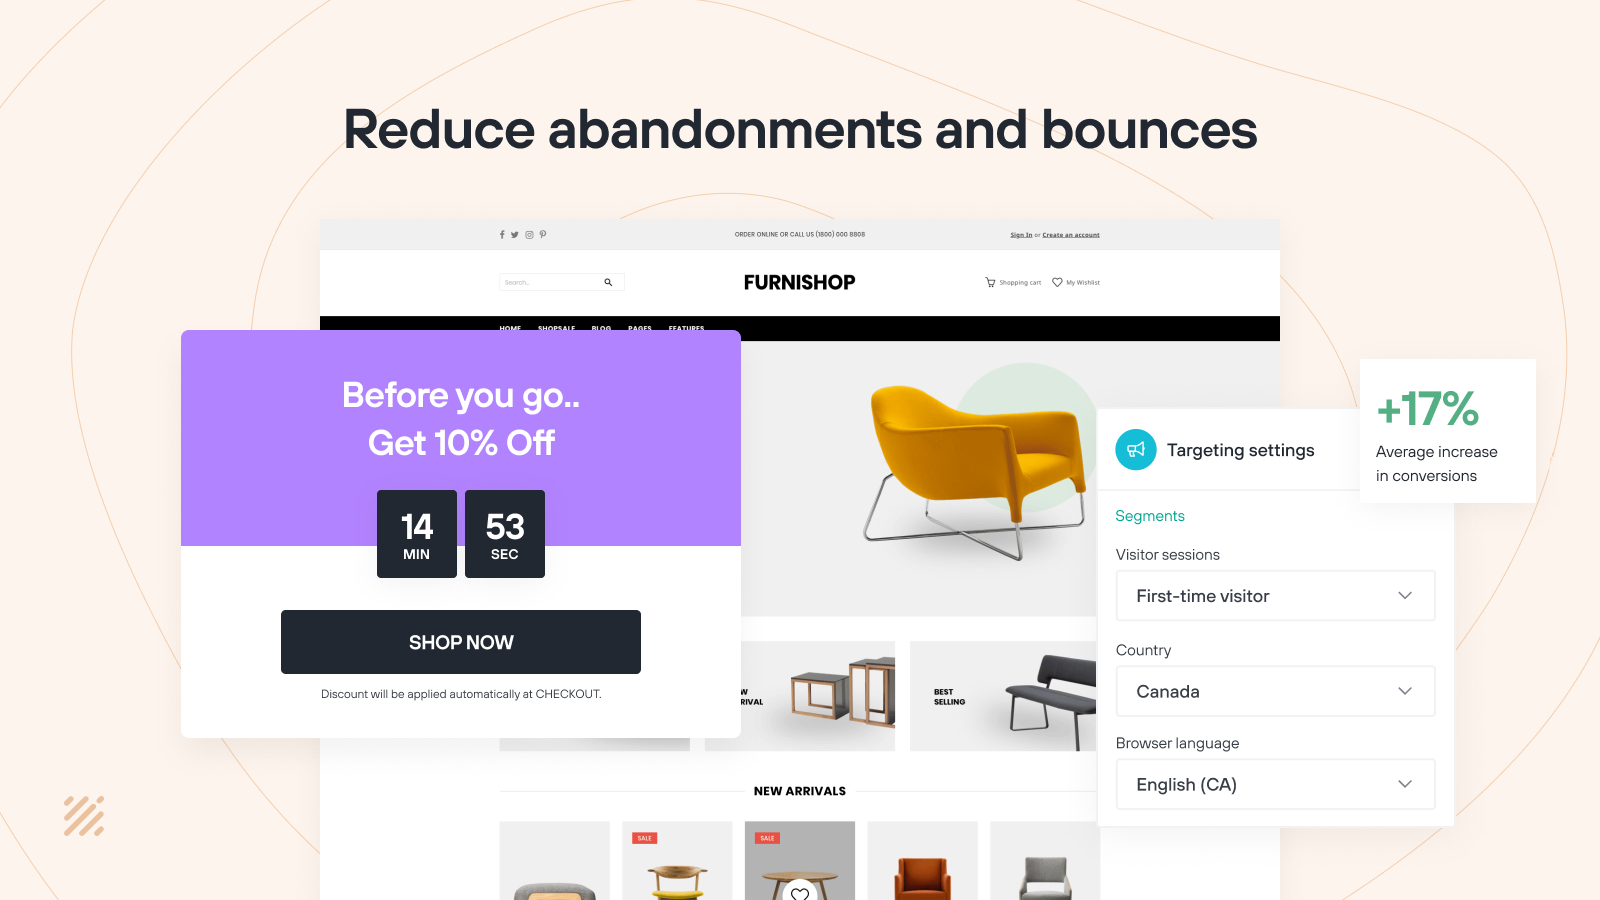 Reduce abandonments and bounces
ORDER ONLINE OR CALL US (1800) 000 8808
Sign In or Create an account
Search..
FURNISHOP
Shopping cart
My Wishlist
HOME SHOPSALE BLOG PAGES FEATURES
Before you go..
Get 10% Off
14 MIN
53 SEC
SHOP NOW
Discount will be applied automatically at CHECKOUT.
+17%
Average increase
in conversions
Targeting settings
Segments
Visitor sessions
First-time visitor
Country
Canada
Browser language
English (CA)
BEST
SELLING
NEW ARRIVALS
SALE
SALE